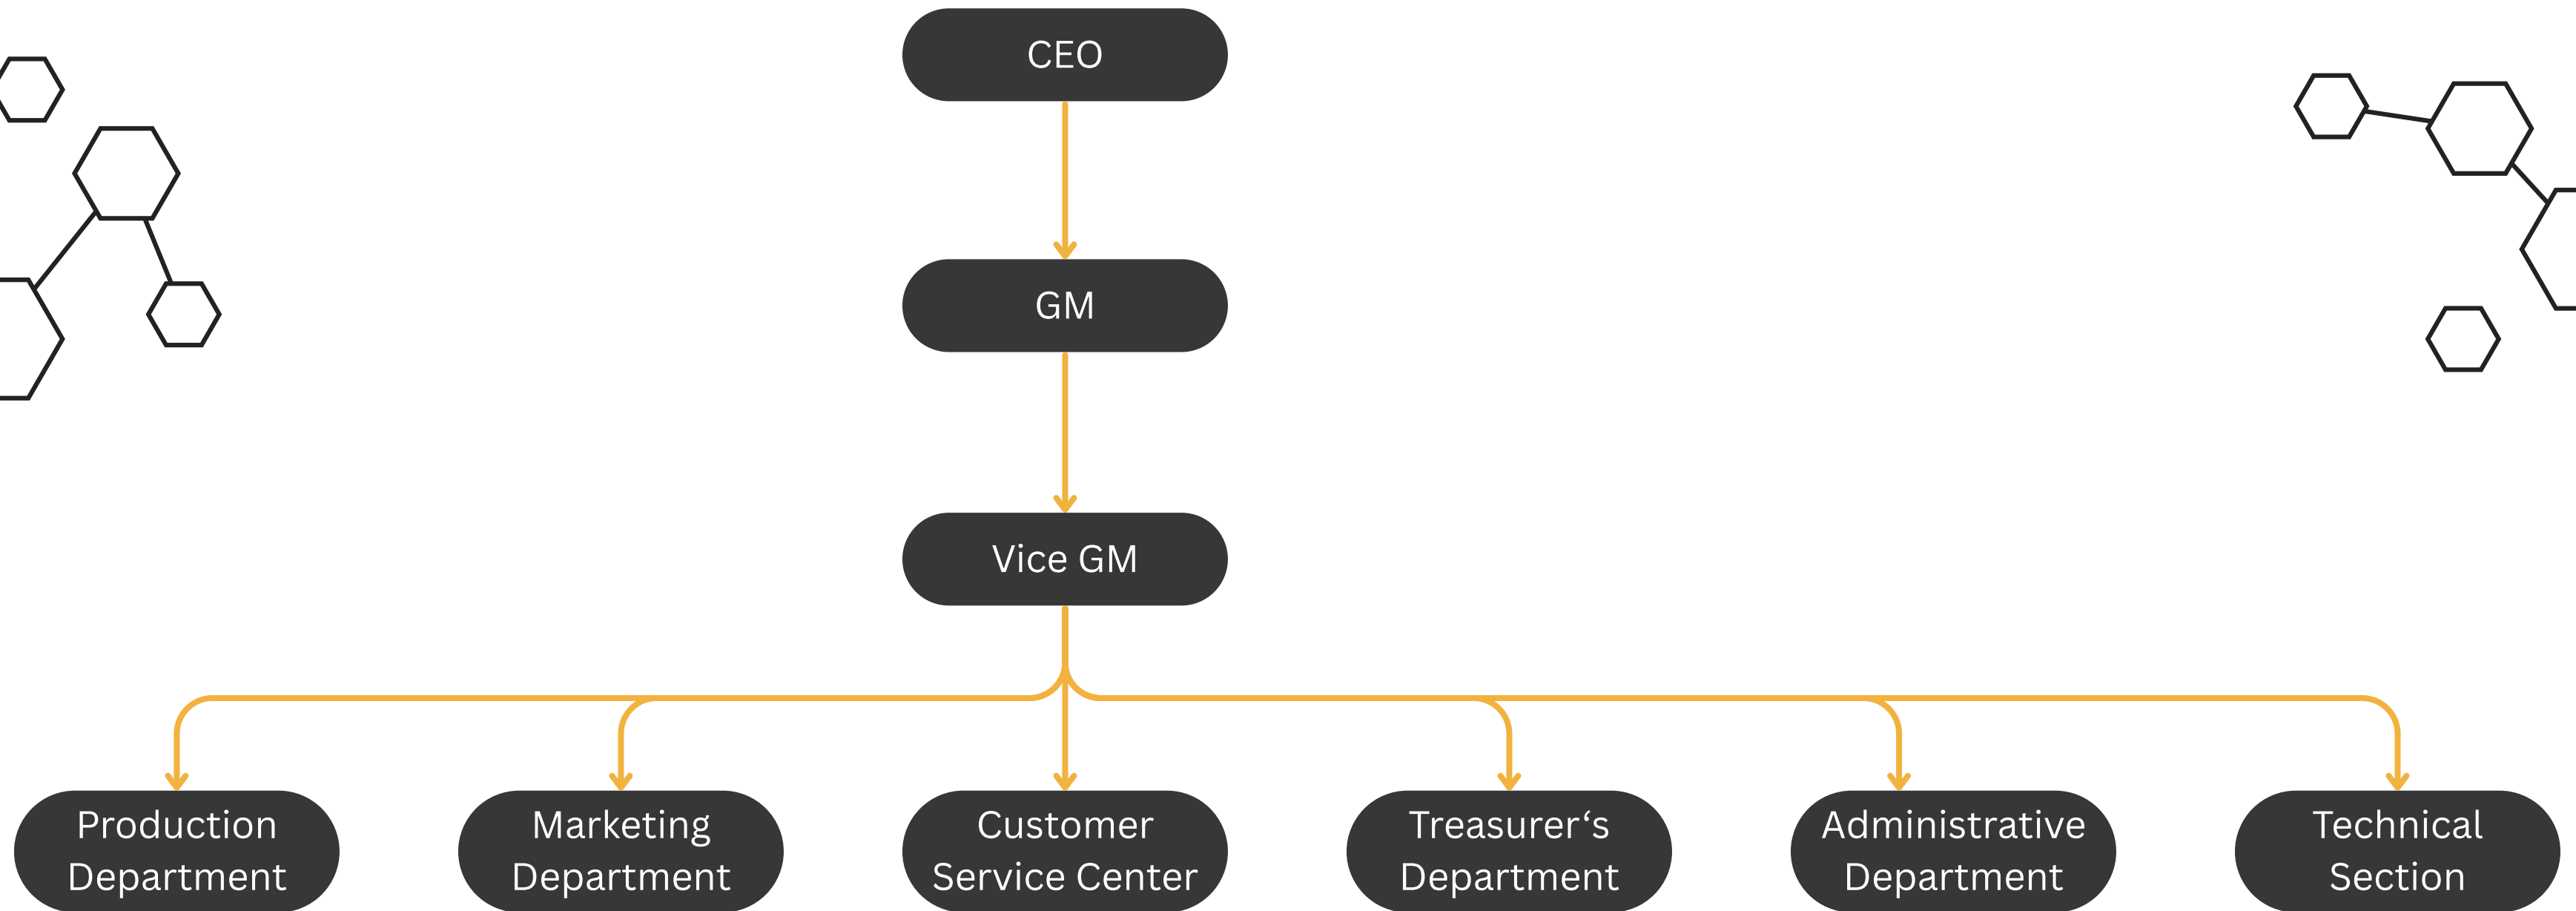 CEO
GM
Vice GM
Production
Department
Marketing
Department
Customer
Service Center
Treasurer‘s
Department
Administrative
Department
Technical
Section